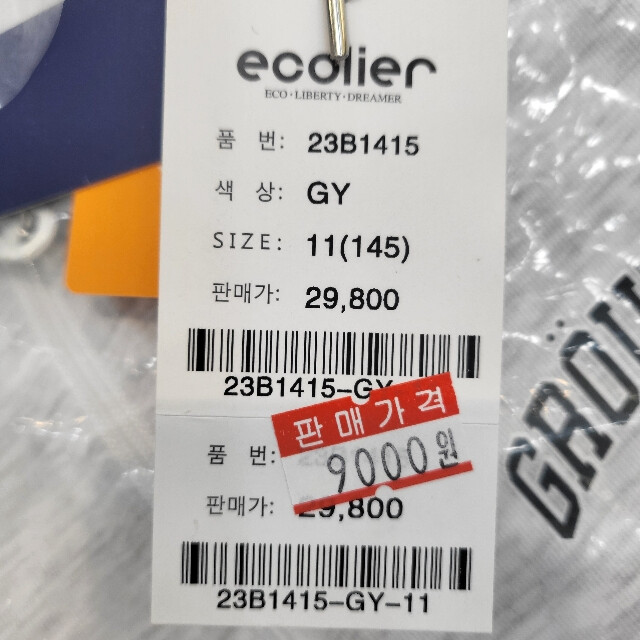 ecolier
ECO·LIBERTY·DREAMER
품 번: 23B1415
색 상: GY
SIZE: 11(145)
판매가: 29,800
23B1415-GY
판매가격
품 번:
9000원
판매가: 29,800
23B1415-GY-11
GRÖU